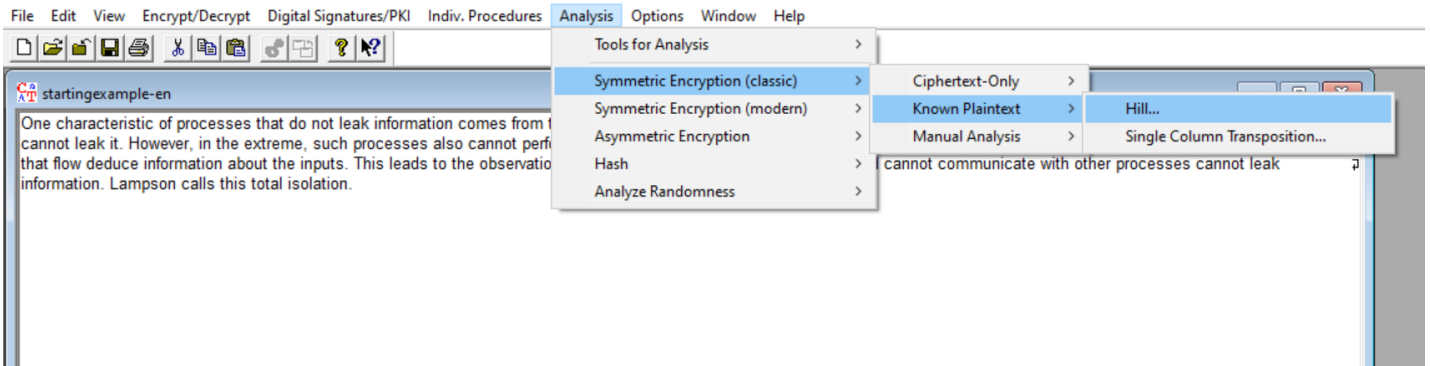 File Edit View Encrypt/Decrypt Digital Signatures/PKI Indiv. Procedures Analysis Options Window Help
Tools for Analysis
Symmetric Encryption (classic)
Symmetric Encryption (modern)
Asymmetric Encryption
Hash
Analyze Randomness
Ciphertext-Only
Known Plaintext
Manual Analysis
Hill...
Single Column Transposition...
startingexample-en
One characteristic of processes that do not leak information comes from
cannot leak it. However, in the extreme, such processes also cannot
that flow deduce information about the inputs. This leads to the cannot communicate with other processes cannot leak
information. Lampson calls this total isolation.